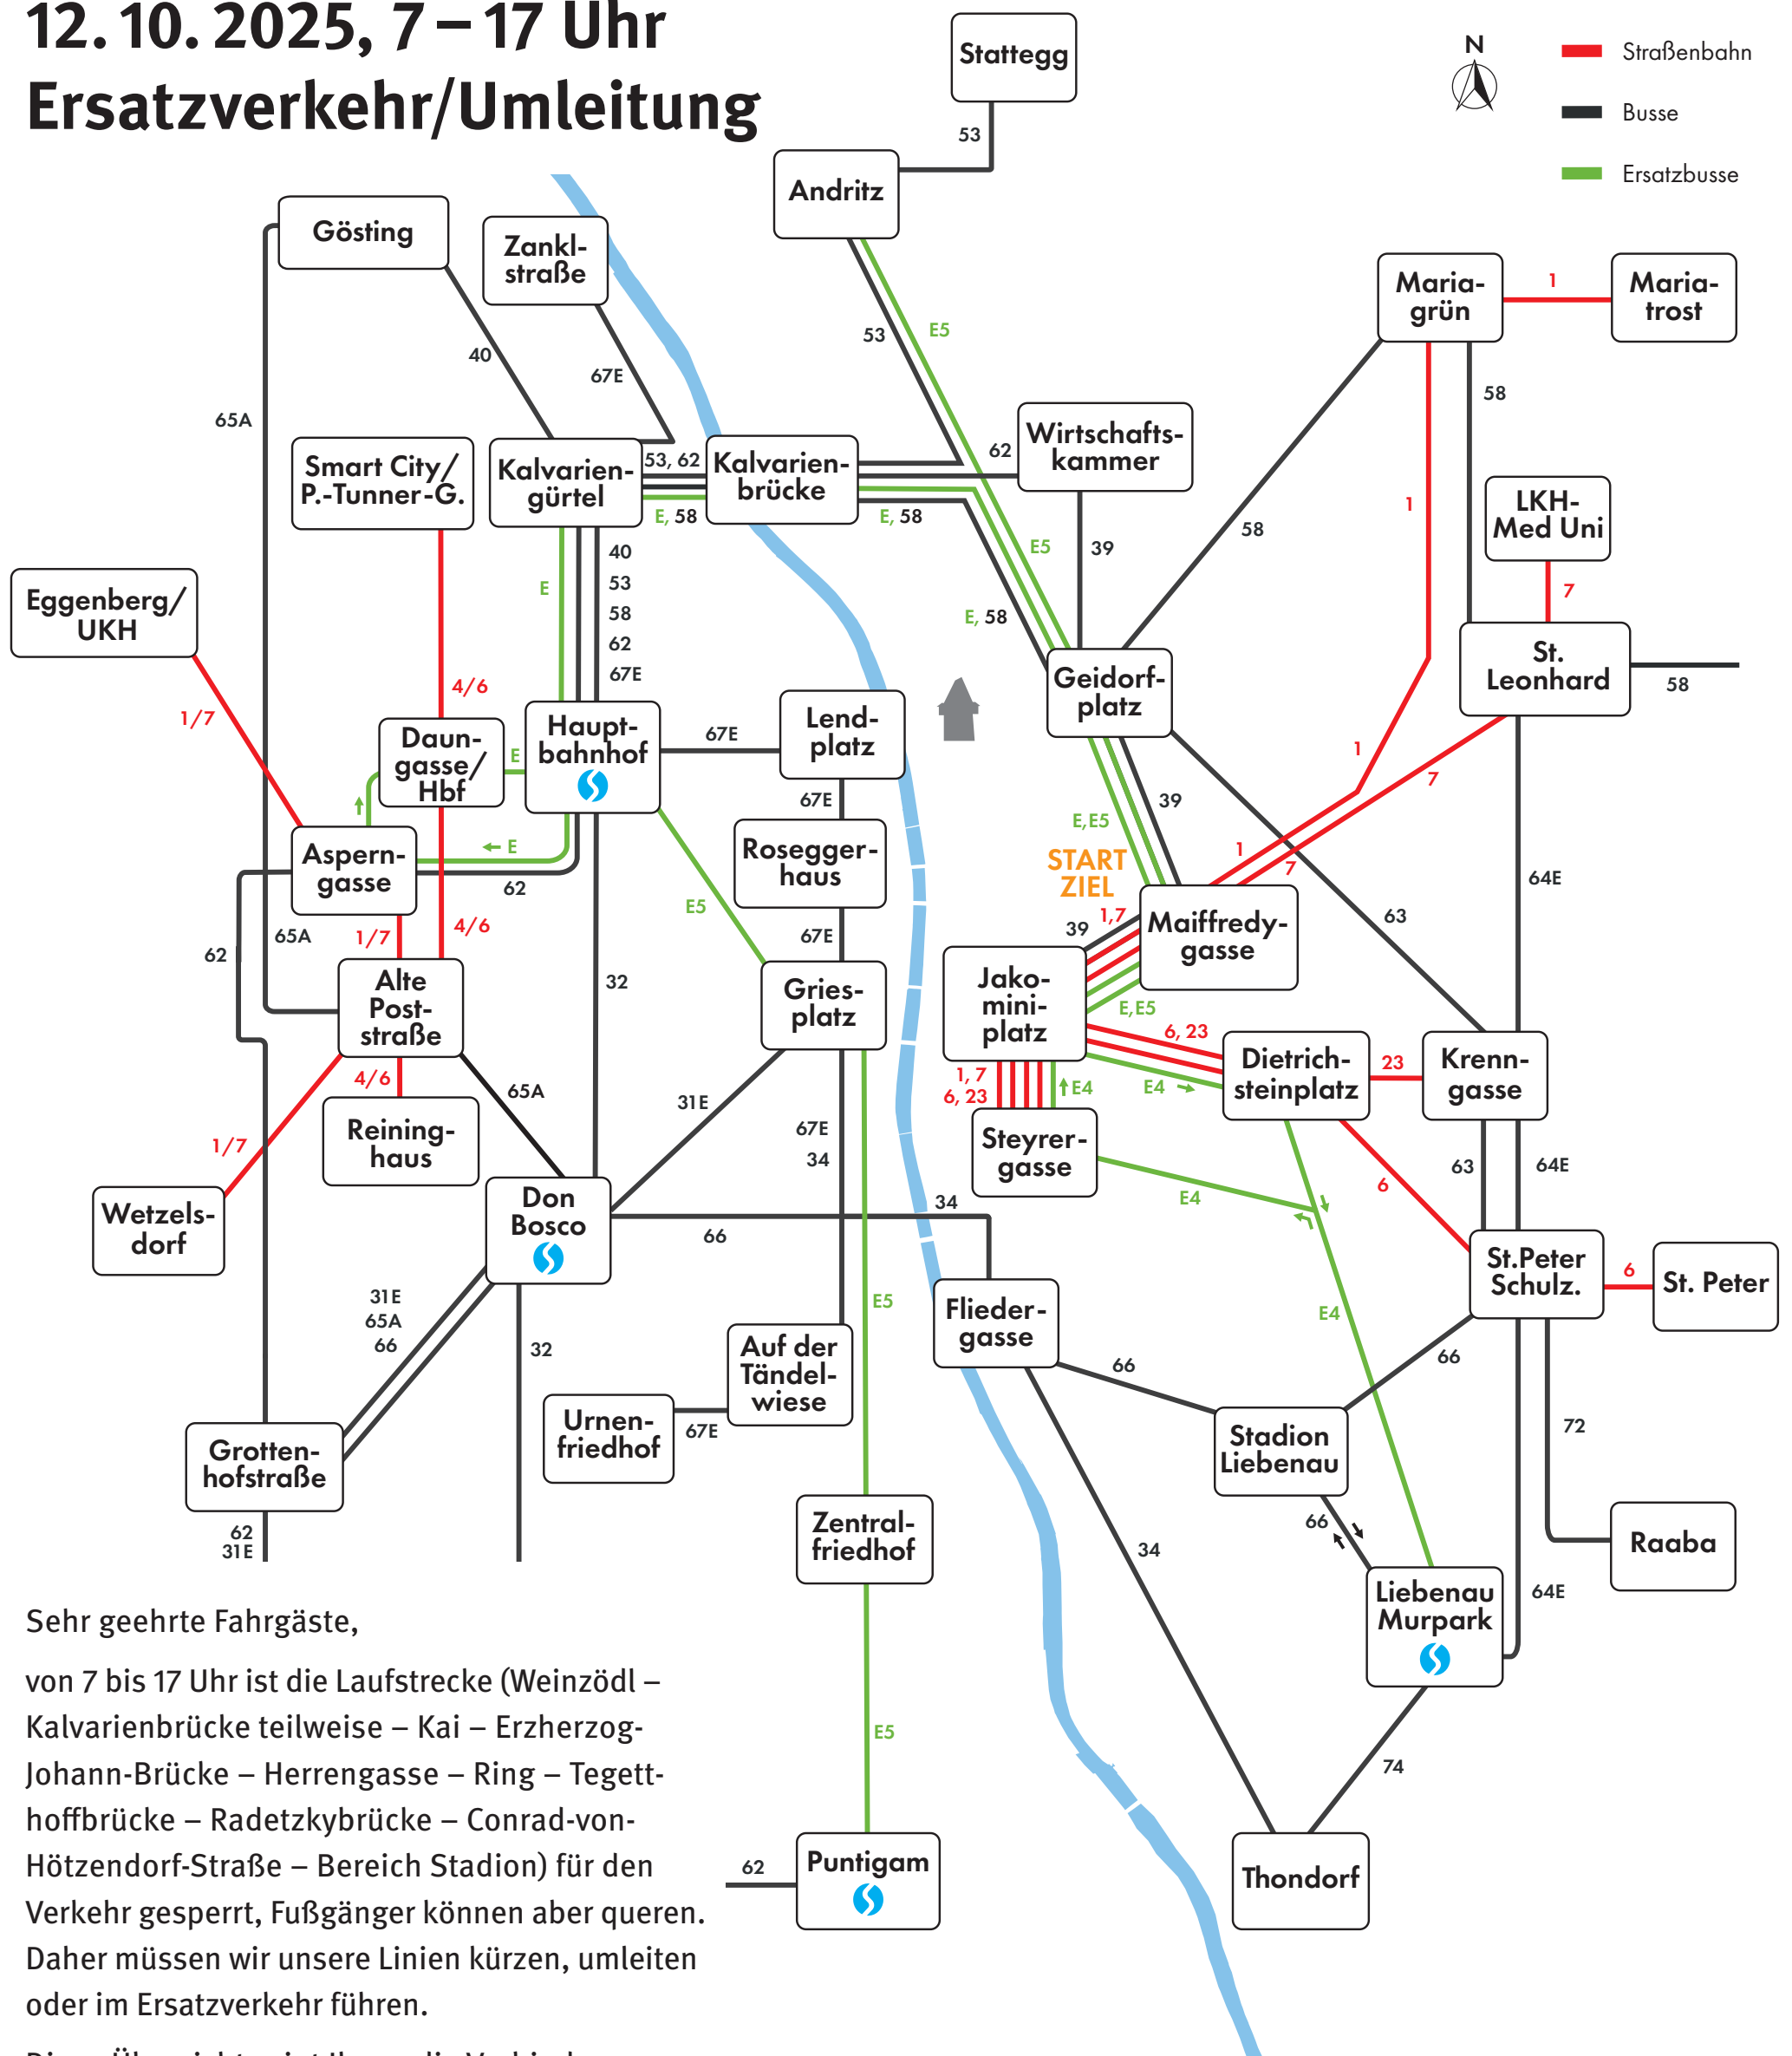 12. 10. 2025, 7 – 17 Uhr
Ersatzverkehr/Umleitung
N
Straßenbahn
Busse
Ersatzbusse
Stattegg
53
Andritz
Gösting
Zankl-
straße
Maria-
grün
1
Maria-
trost
53
E5
40
67E
65A
58
Wirtschafts-
kammer
62
Smart City/
P.-Tunner-G.
Kalvarien-
gürtel
53, 62
E, 58
Kalvarien-
brücke
E, 58
1
LKH-
Med Uni
58
E5
39
40
53
58
62
67E
E
7
Eggenberg/
UKH
E, 58
St.
Leonhard
58
4/6
1/7
Geidorf-
platz
Daun-
gasse/
Hbf
E
Haupt-
bahnhof
67E
Lend-
platz
1
7
67E
39
E,E5
START
ZIEL
Rosegger-
haus
Aspern-
gasse
E
62
1
7
64E
E5
1,7
39
63
62
65A
1/7
4/6
67E
Maiffredy-
gasse
Jako-
mini-
platz
E,E5
Alte
Post-
straße
32
Gries-
platz
6, 23
Dietrich-
steinplatz
23
Krenn-
gasse
4/6
65A
31E
1, 7
6, 23
E4
E4
Steyrer-
gasse
Reining-
haus
67E
34
1/7
63
64E
6
E4
Wetzels-
dorf
Don
Bosco
34
66
St.Peter
Schulz.
6
St. Peter
31E
65A
66
E5
E4
Flieder-
gasse
32
Auf der
Tändel-
wiese
66
66
Urnen-
friedhof
67E
72
Grotten-
hofstraße
Stadion
Liebenau
62
31E
Zentral-
friedhof
66
Raaba
34
Liebenau
Murpark
64E
E5
74
62
Puntigam
Thondorf
Sehr geehrte Fahrgäste,
von 7 bis 17 Uhr ist die Laufstrecke (Weinzödl –
Kalvarienbrücke teilweise – Kai – Erzherzog-
Johann-Brücke – Herrengasse – Ring – Tegett-
hoffbrücke – Radetzkybrücke – Conrad-von-
Hötzendorf-Straße – Bereich Stadion) für den
Verkehr gesperrt, Fußgänger können aber queren.
Daher müssen wir unsere Linien kürzen, umleiten
oder im Ersatzverkehr führen.